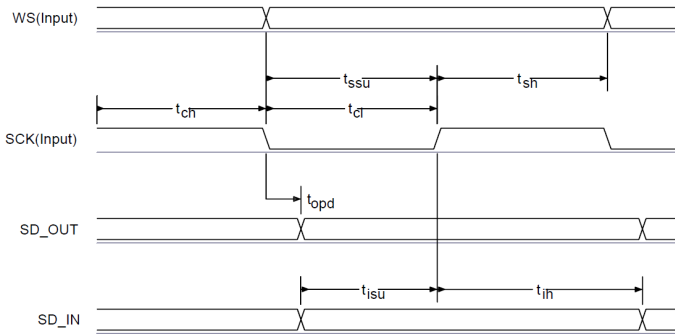 WS(Input)
tssu
tsh
tch
tcl
SCK(Input)
topd
SD_OUT
tisu
tih
SD_IN